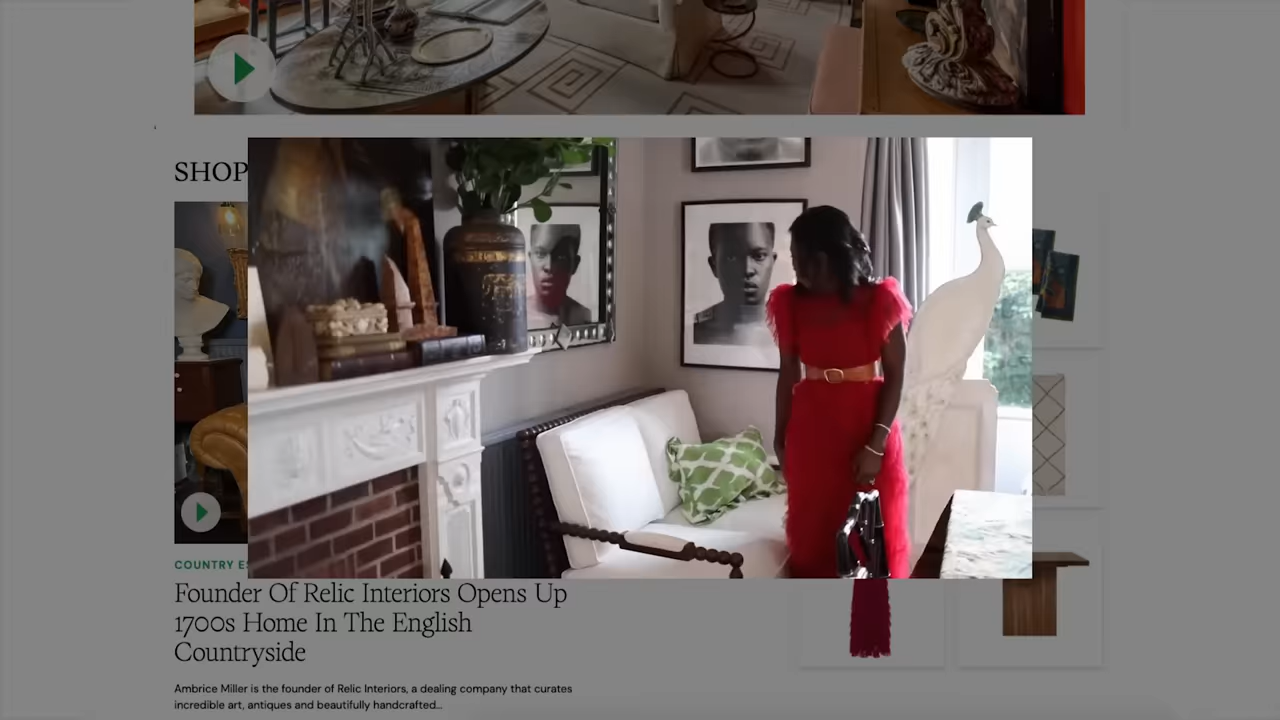 SHOP
COUNTRY ES
Founder Of Relic Interiors Opens Up
1700s Home In The English
Countryside
Ambrice Miller is the founder of Relic Interiors, a dealing company that curates
incredible art, antiques and beautifully handcrafted...